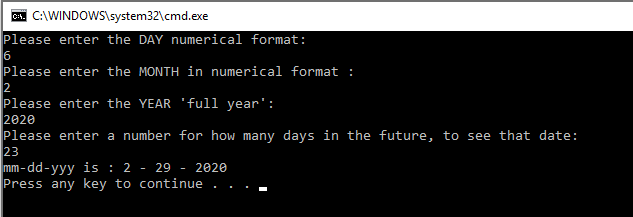 C:\WINDOWS\system32\cmd.exe
Please enter the DAY numerical format:
6
Please enter the MONTH in numerical format :
2
Please enter the YEAR 'full year':
2020
Please enter a number for how many days in the future, to see that date:
23
mm-dd-yyy is : 2 - 29 - 2020
Press any key to continue . . .